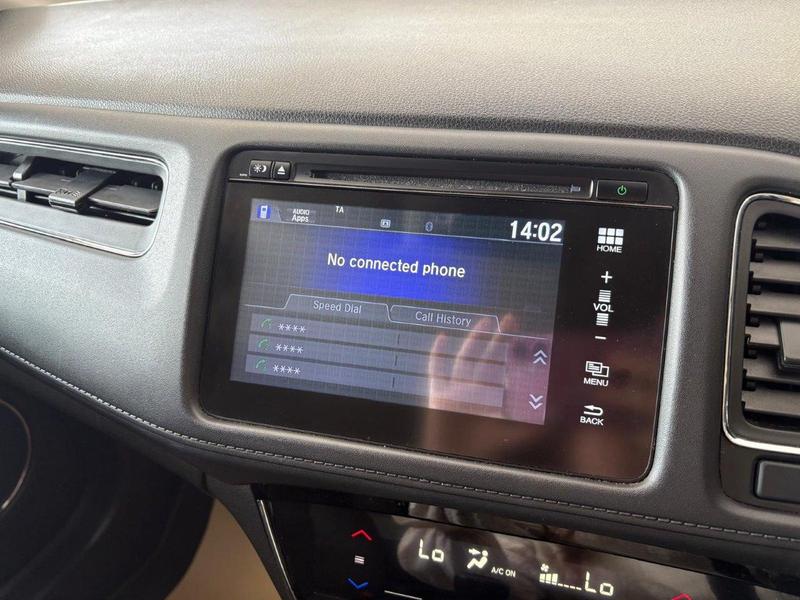 AUDIO
Apps
TA
14:02
No connected phone
Speed Dial
Call History
****
****
****
HOME
+
VOL
−
MENU
BACK
Lo
A/C ON
Lo